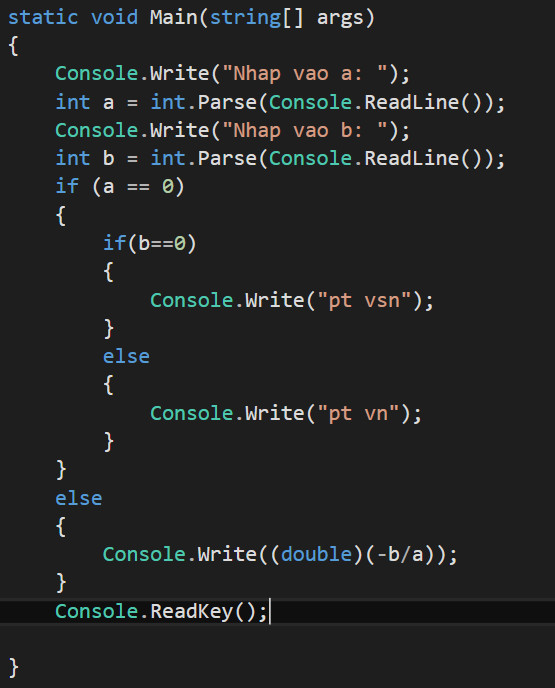 static void Main(string[] args)
{
    Console.Write("Nhap vao a: ");
    int a = int.Parse(Console.ReadLine());
    Console.Write("Nhap vao b: ");
    int b = int.Parse(Console.ReadLine());
    if (a == 0)
    {
        if(b==0)
        {
            Console.Write("pt vsn");
        }
        else
        {
            Console.Write("pt vn");
        }
    }
    else
    {
        Console.Write((double)(-b/a));
    }
    Console.ReadKey();
}